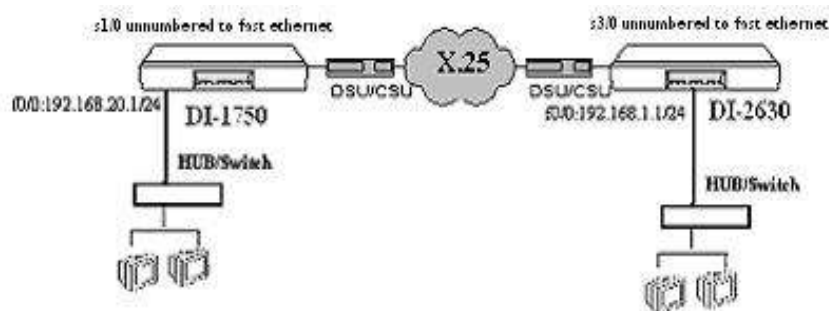 s1/0 unnumbered to fast ethernet
s3/0 unnumbered to fast ethernet
X.25
DSU/CSU
DSU/CSU
f0/0:192.168.20.1/24
DI-1750
f0/0:192.168.1.1/24
DI-2630
HUB/Switch
HUB/Switch